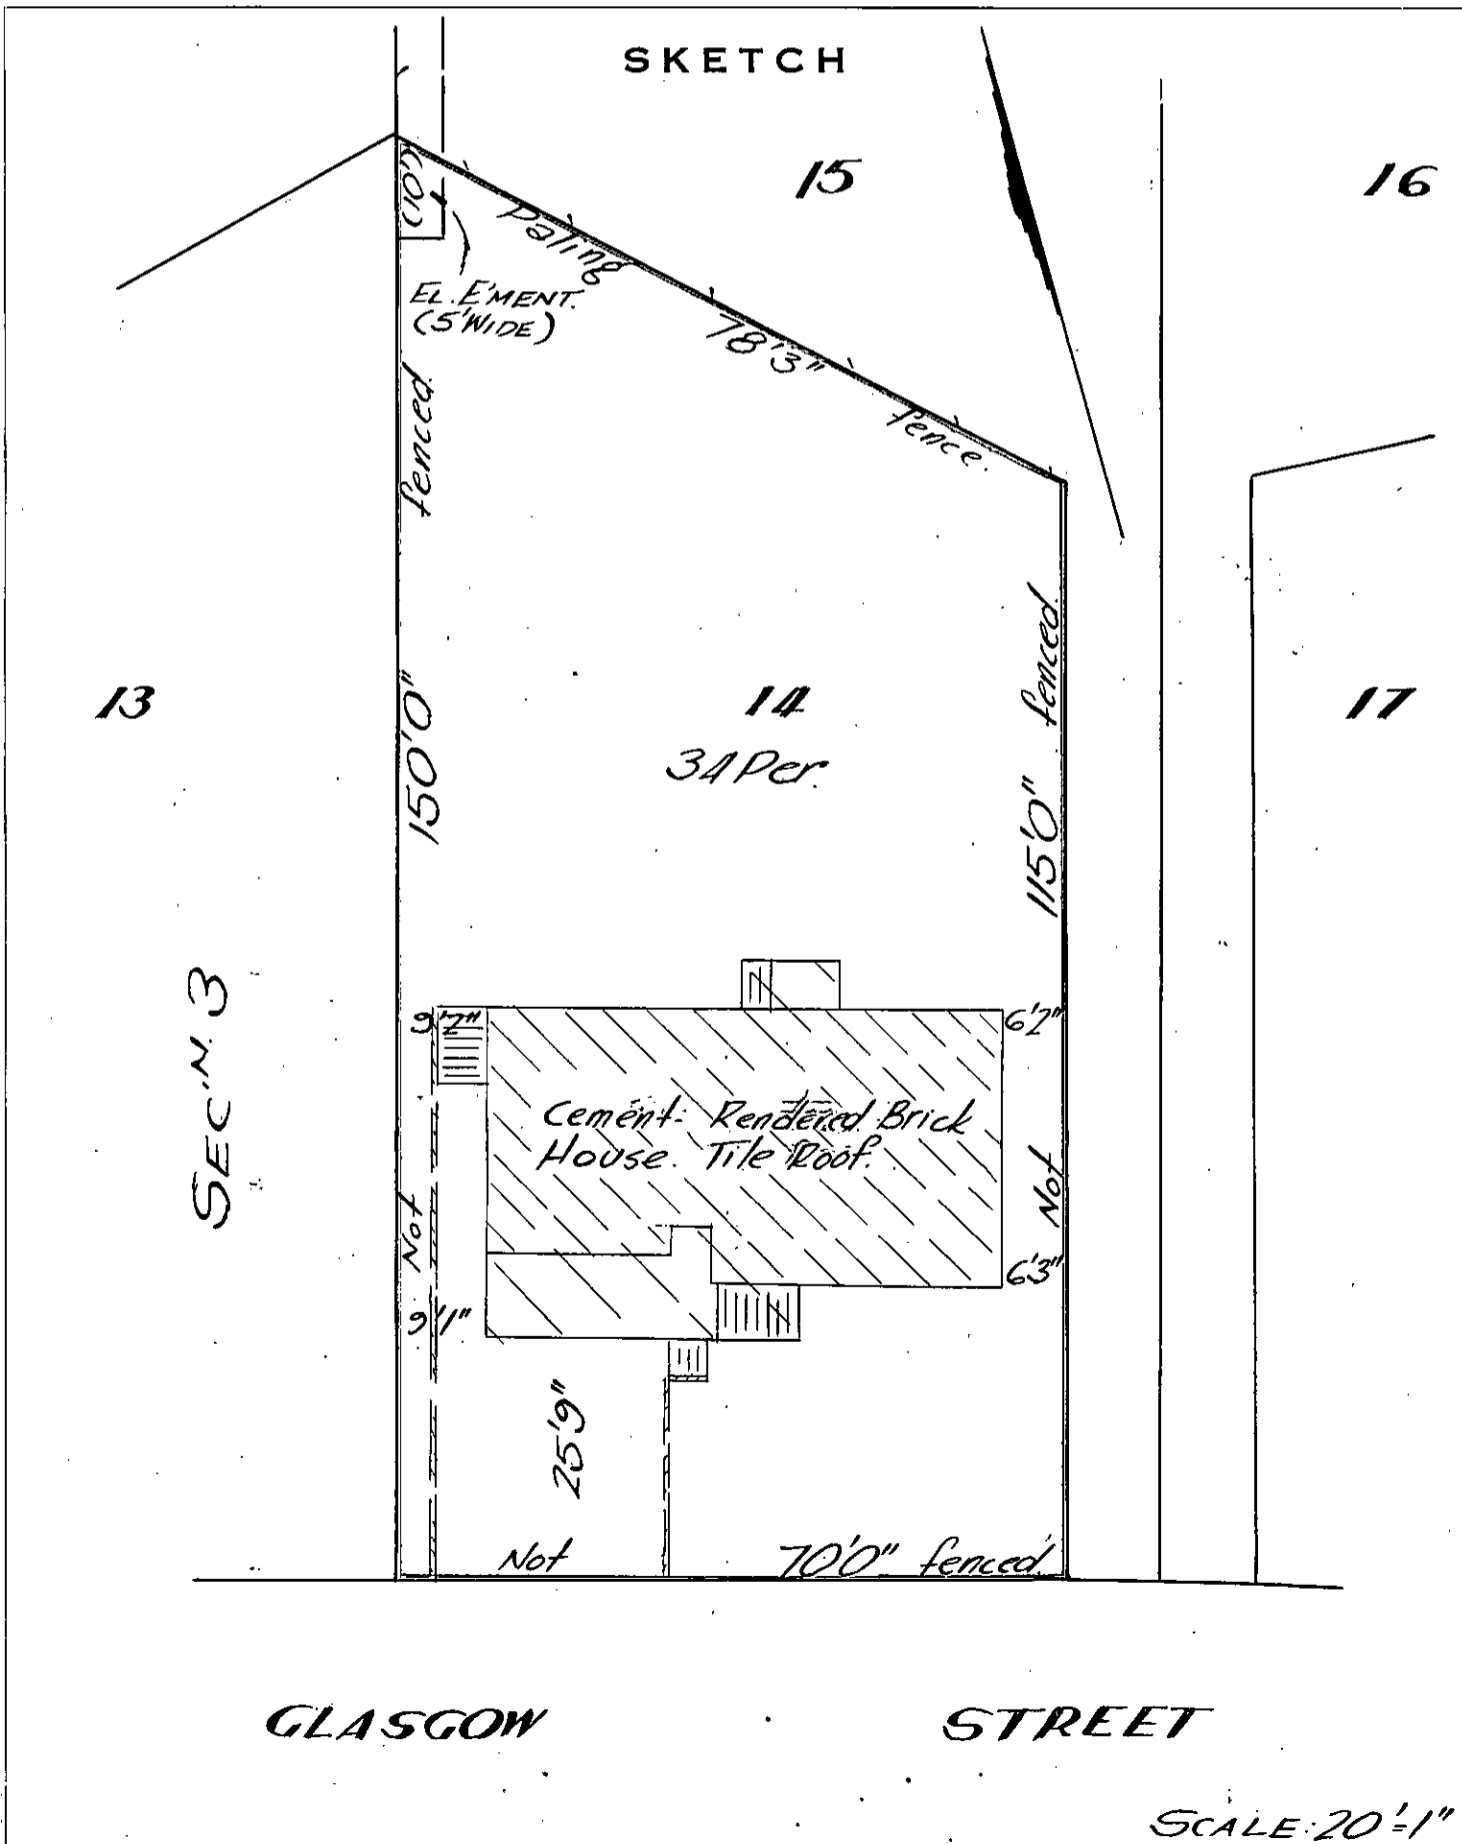 SKETCH
15
16
(10')
Paling
78'3"
fence.
EL. E'MENT.
(5' WIDE)
fenced.
150'0"
Not
13
14
34 Per.
fenced.
115'0"
Not
17
SEC'N. 3
9'2"
6'2"
Cement Rendered Brick
House. Tile Roof.
9'1"
6'3"
25'9"
Not 70'0" fenced.
GLASGOW STREET
SCALE: 20'=1"